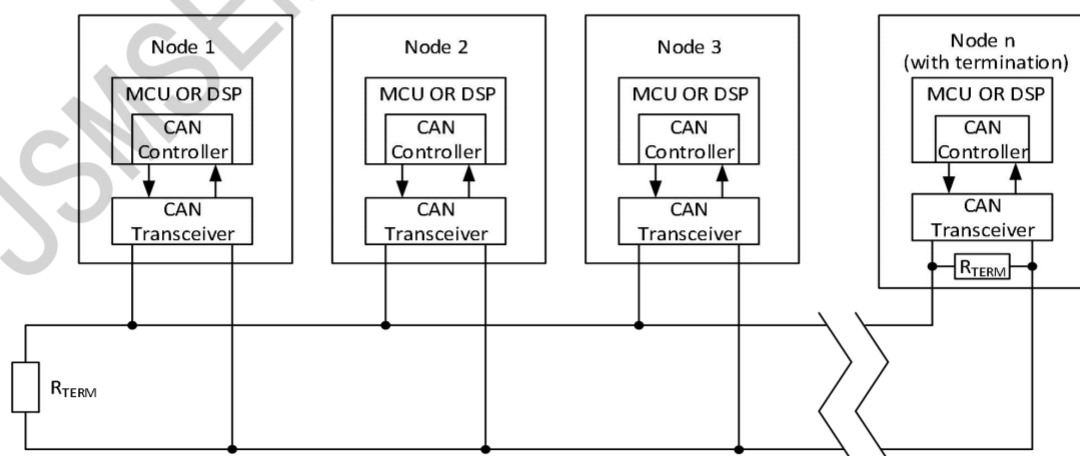 JSMSE
Node 1
MCU OR DSP
CAN
Controller
CAN
Transceiver
Node 2
MCU OR DSP
CAN
Controller
CAN
Transceiver
Node 3
MCU OR DSP
CAN
Controller
CAN
Transceiver
Node n
(with termination)
MCU OR DSP
CAN
Controller
CAN
Transceiver
RTERM
RTERM